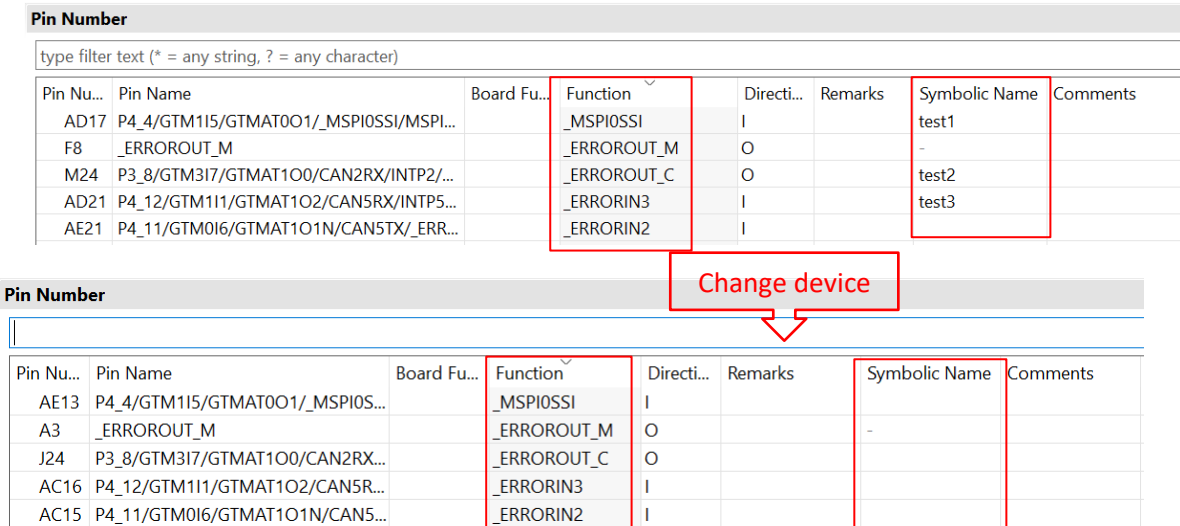 Pin Number
type filter text (* = any string, ? = any character)
Pin Nu... Pin Name Board Fu... Function Directi... Remarks Symbolic Name Comments
AD17 P4_4/GTM1I5/GTMAT0O1/_MSPI0SSI/MSPI... _MSPI0SSI I test1
F8 _ERROROUT_M _ERROROUT_M O -
M24 P3_8/GTM3I7/GTMAT1O0/CAN2RX/INTP2/... _ERROROUT_C O test2
AD21 P4_12/GTM1I1/GTMAT1O2/CAN5RX/INTP5... _ERRORIN3 I test3
AE21 P4_11/GTM0I6/GTMAT1O1N/CAN5TX/_ERR... _ERRORIN2 I
Change device
Pin Number
Pin Nu... Pin Name Board Fu... Function Directi... Remarks Symbolic Name Comments
AE13 P4_4/GTM1I5/GTMAT0O1/_MSPI0S... _MSPI0SSI I
A3 _ERROROUT_M _ERROROUT_M O -
J24 P3_8/GTM3I7/GTMAT1O0/CAN2RX... _ERROROUT_C O
AC16 P4_12/GTM1I1/GTMAT1O2/CAN5R... _ERRORIN3 I
AC15 P4_11/GTM0I6/GTMAT1O1N/CAN5... _ERRORIN2 I